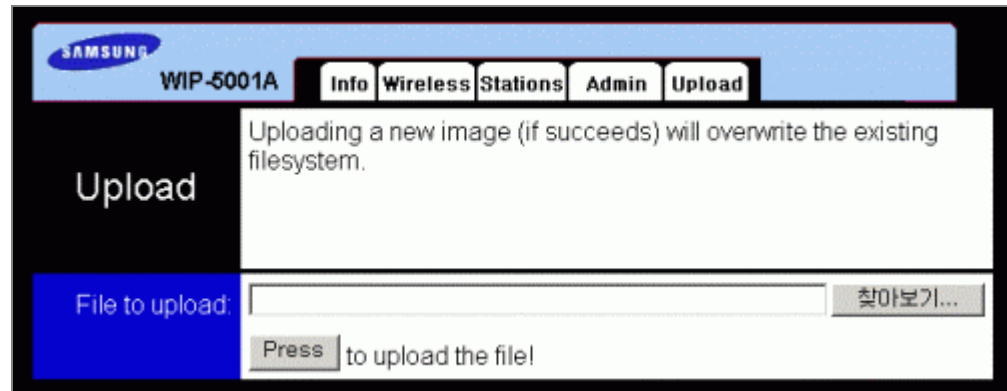 SAMSUNG
WIP-5001A
Info Wireless Stations Admin Upload
Upload
Uploading a new image (if succeeds) will overwrite the existing
filesystem.
File to upload:
찾아보기...
Press to upload the file!